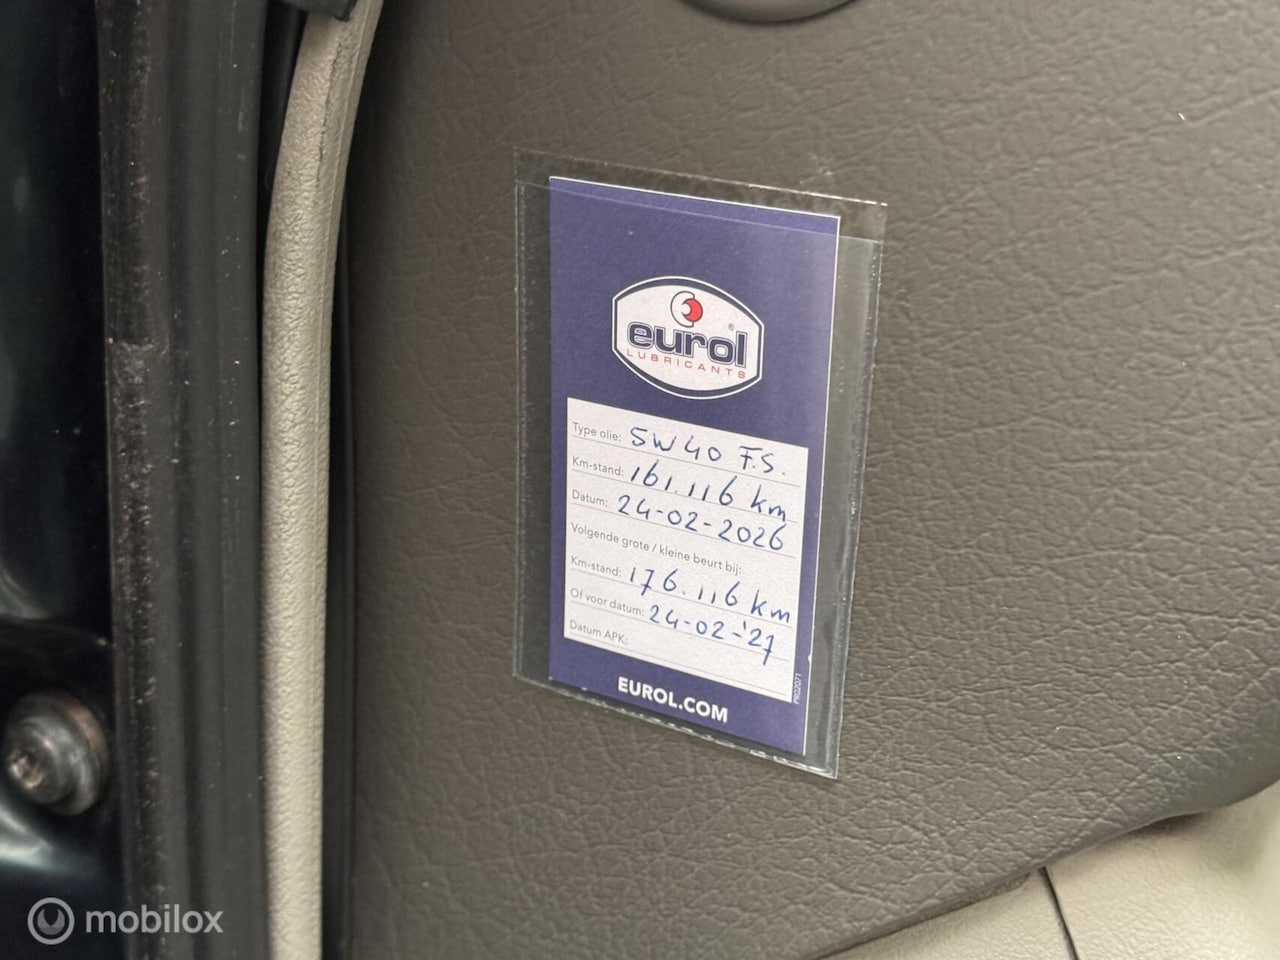 eurol®
LUBRICANTS
Type olie: 5W40 F.S.
Km-stand: 161.116 km
Datum: 24-02-2026
Volgende grote / kleine beurt bij:
Km-stand: 176.116 km
Of voor datum: 24-02-'27
Datum APK:
EUROL.COM
PR02071
mobilox